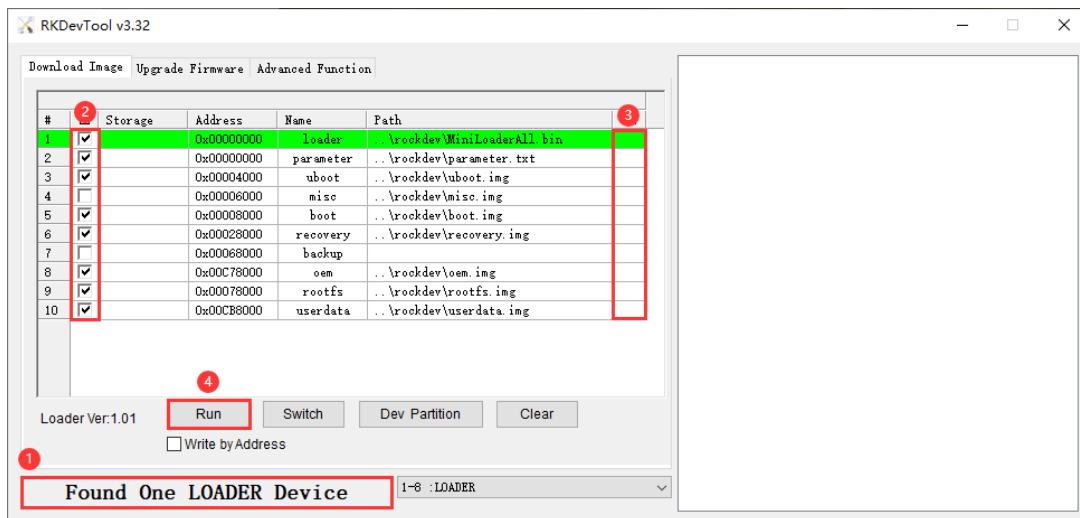 RKDevTool v3.32
Download Image Upgrade Firmware Advanced Function
2 3
# Storage Address Name Path
1 0x00000000 loader ..\rockdev\MiniLoaderAll.bin
2 0x00000000 parameter ..\rockdev\parameter.txt
3 0x00004000 uboot ..\rockdev\uboot.img
4 0x00006000 misc ..\rockdev\misc.img
5 0x00008000 boot ..\rockdev\boot.img
6 0x00028000 recovery ..\rockdev\recovery.img
7 0x00068000 backup
8 0x00C78000 oem ..\rockdev\oem.img
9 0x00078000 rootfs ..\rockdev\rootfs.img
10 0x00CB8000 userdata ..\rockdev\userdata.img
4
Loader Ver:1.01 Run Switch Dev Partition Clear
Write by Address
1
Found One LOADER Device 1-8 :LOADER